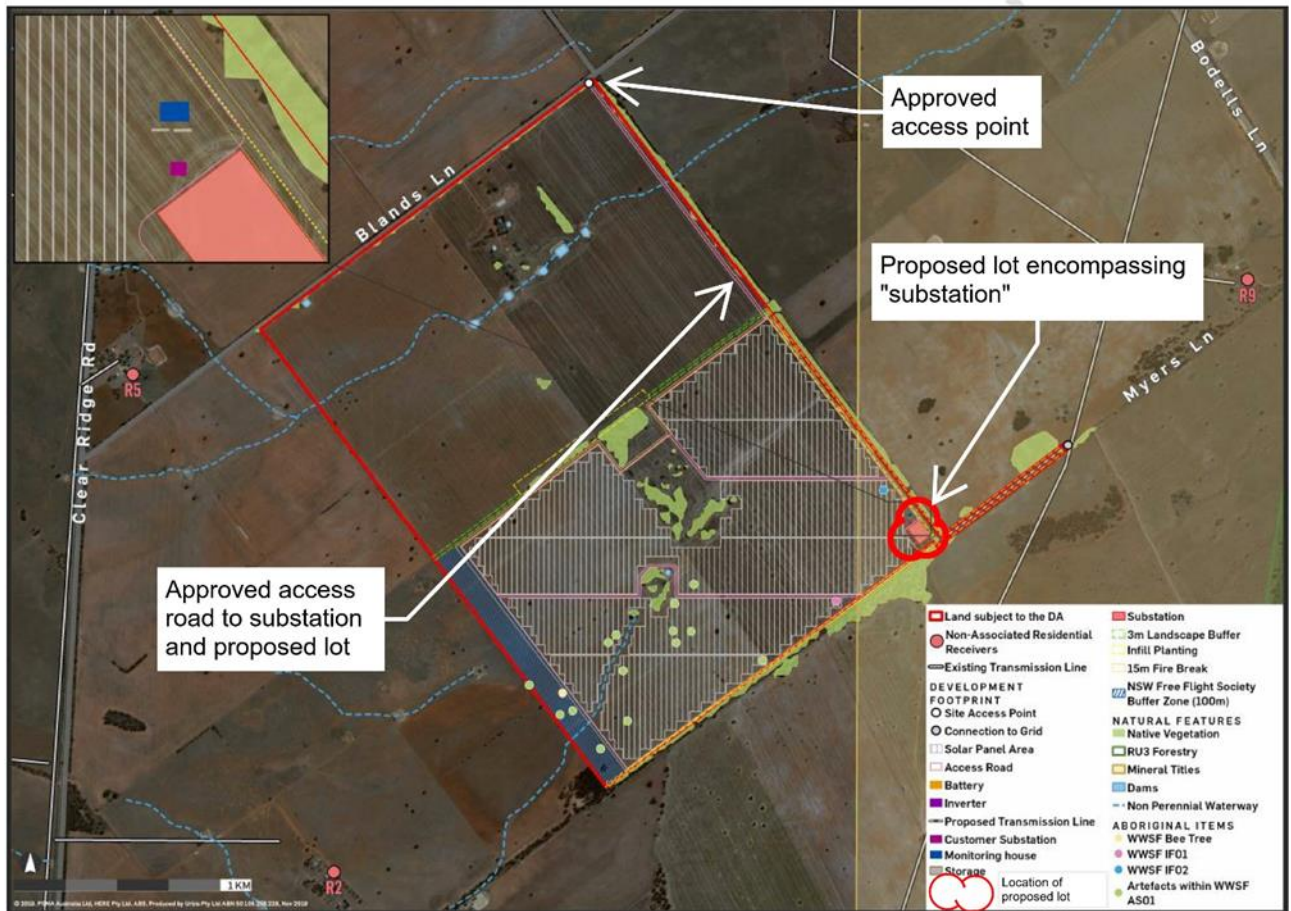 Approved
access point
Bodells Ln
Blands Ln
Proposed lot encompassing
"substation"
R9
Clear Ridge Rd
R5
Myers Ln
Approved access
road to substation
and proposed lot
R2
1 KM
Land subject to the DA
Non-Associated Residential
Receivers
Existing Transmission Line
DEVELOPMENT
FOOTPRINT
Site Access Point
Connection to Grid
Solar Panel Area
Access Road
Battery
Inverter
Proposed Transmission Line
Customer Substation
Monitoring house
Storage
Location of
proposed lot
Substation
3m Landscape Buffer
Infill Planting
15m Fire Break
NSW Free Flight Society
Buffer Zone (100m)
NATURAL FEATURES
Native Vegetation
RU3 Forestry
Mineral Titles
Dams
Non Perennial Waterway
ABORIGINAL ITEMS
WWSF Bee Tree
WWSF IF01
WWSF IF02
Artefacts within WWSF
AS01